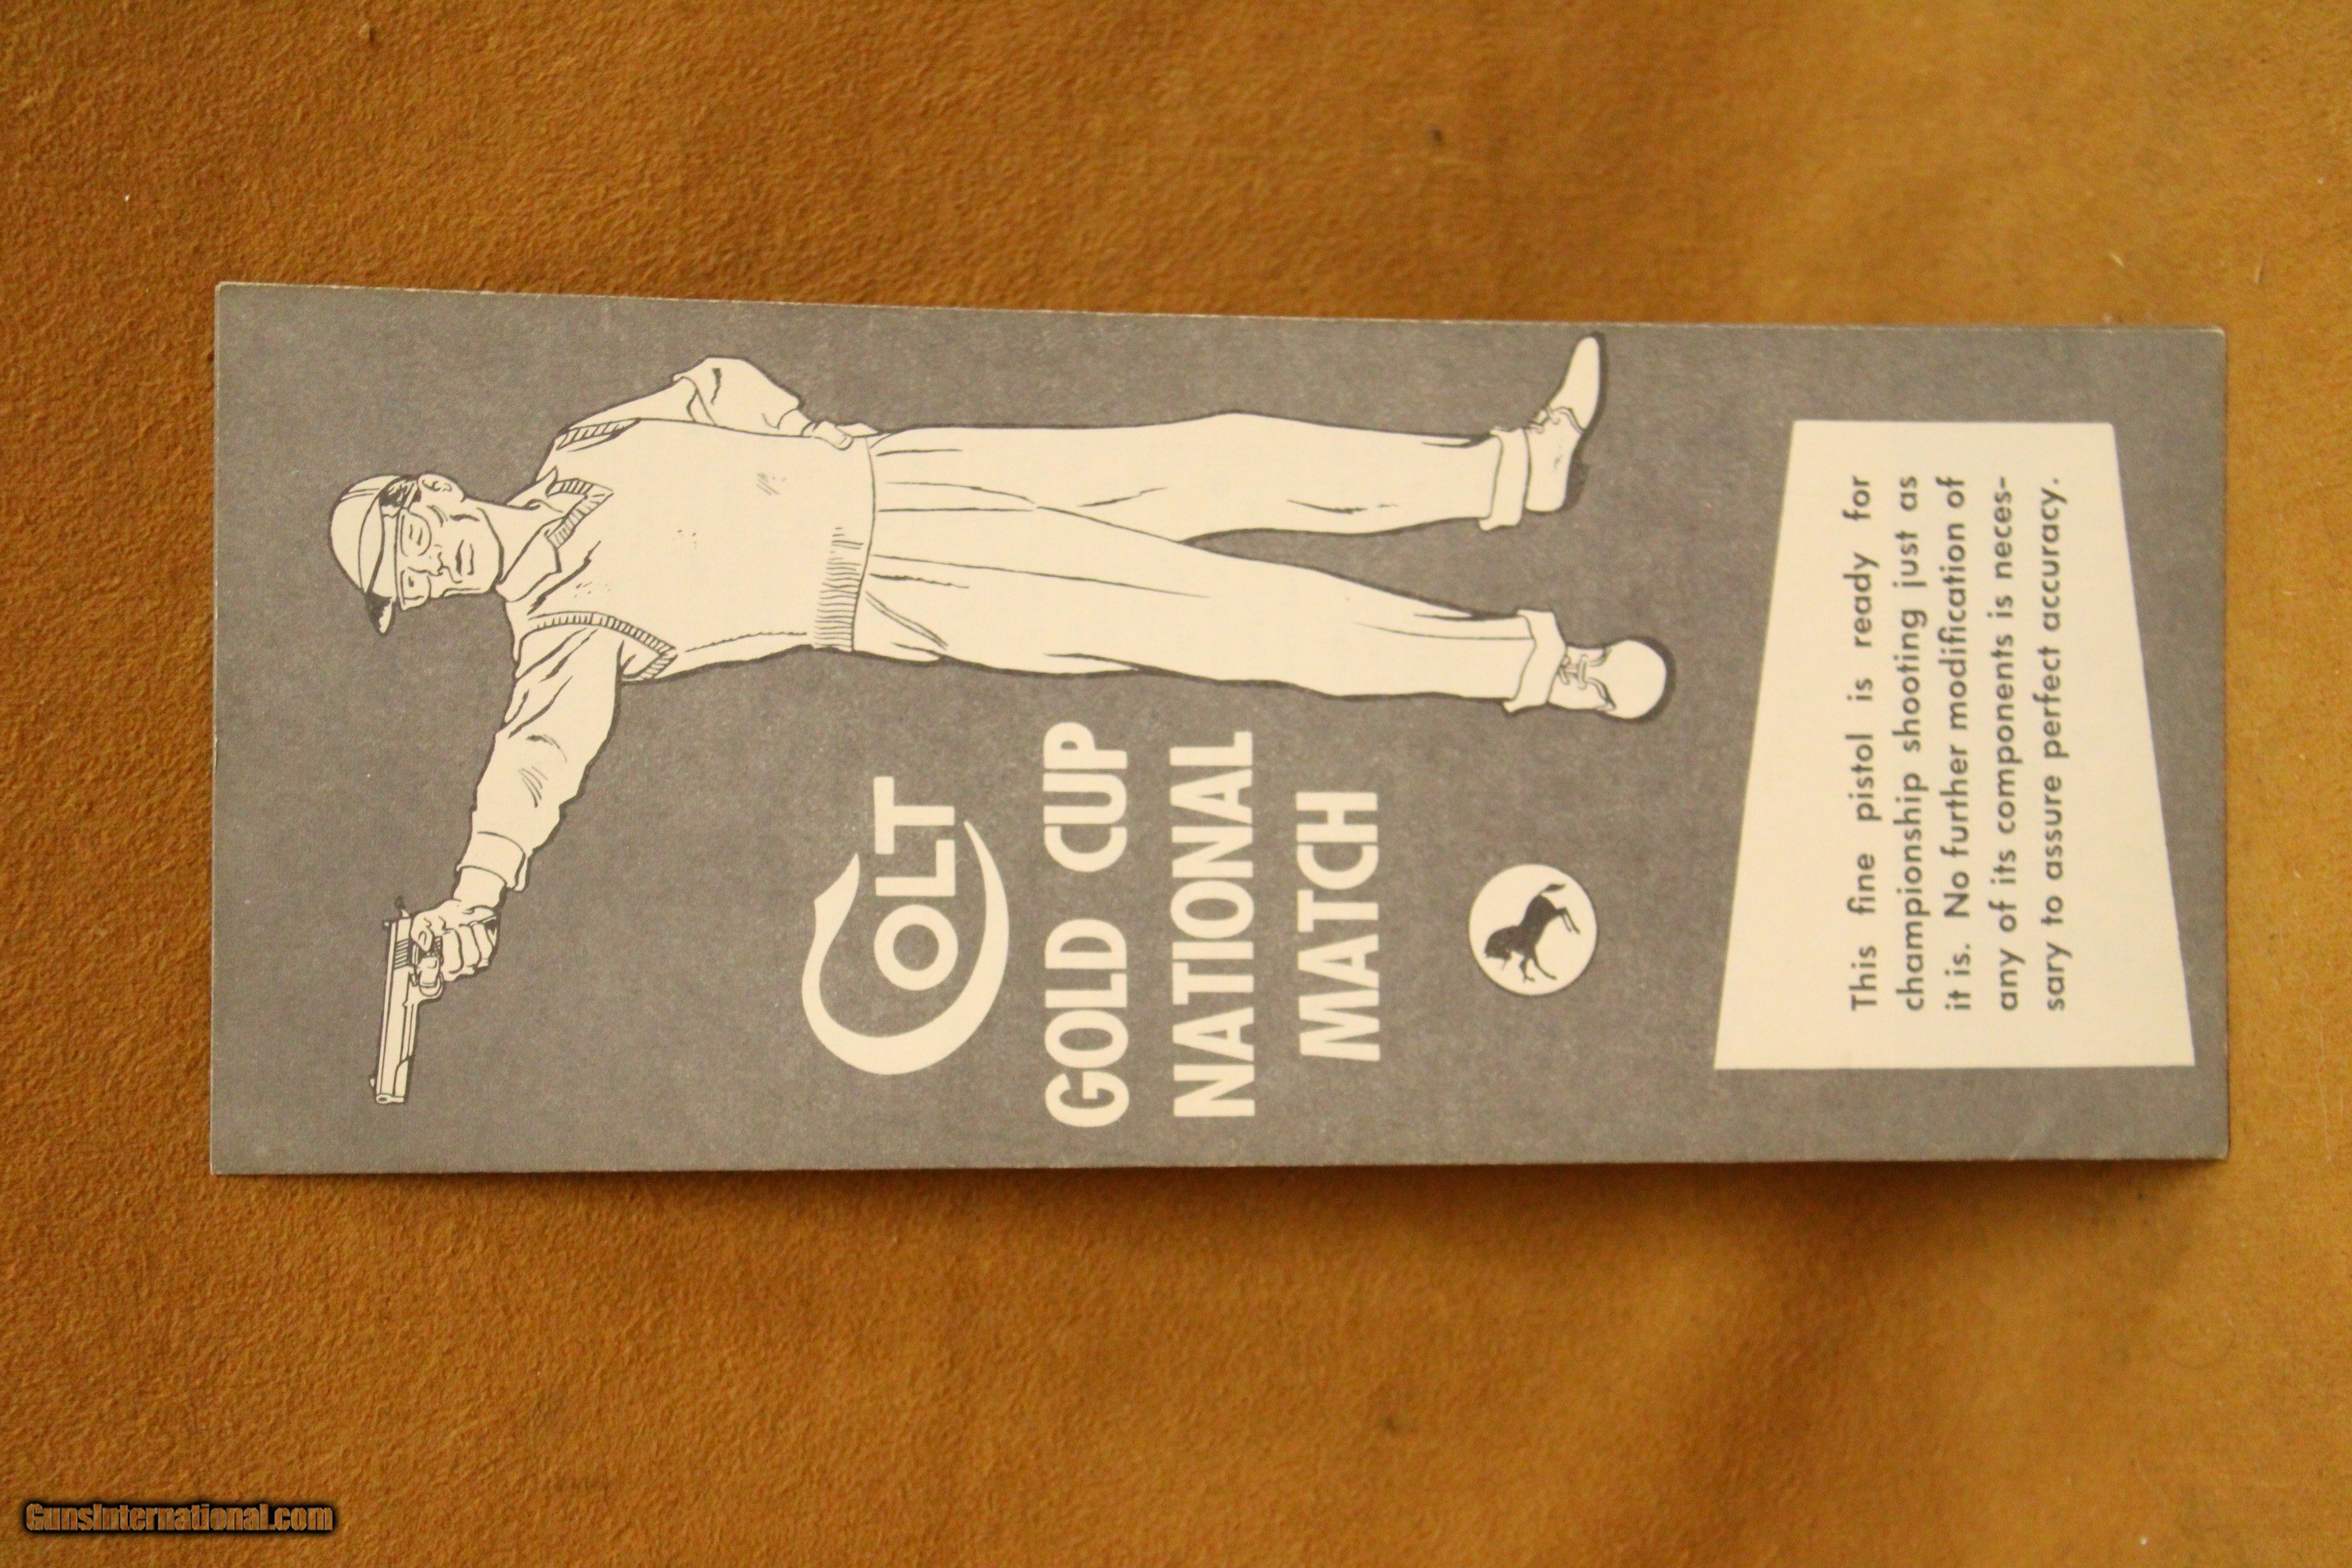 COLT
GOLD CUP
NATIONAL
MATCH
This fine pistol is ready for
championship shooting just as
it is. No further modification of
any of its components is neces-
sary to assure perfect accuracy.
GunsInternational.com